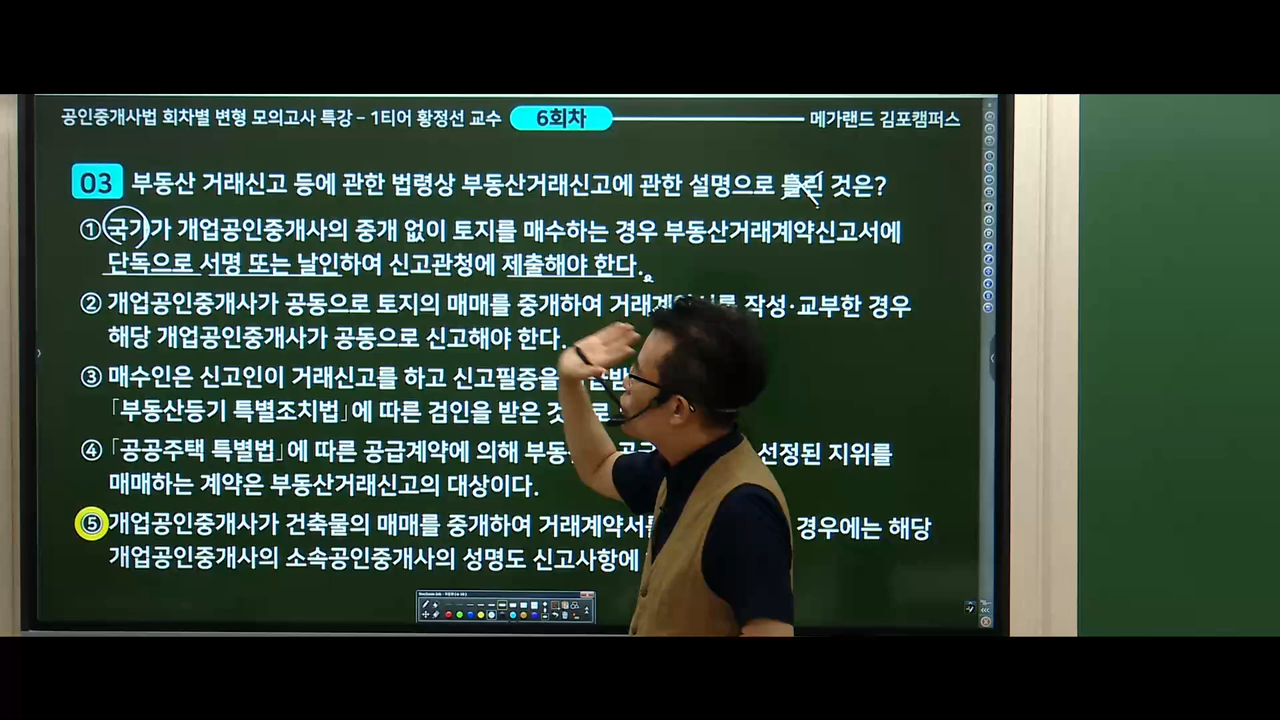 공인중개사법 회차별 변형 모의고사 특강 – 1티어 황정선 교수 6회차 메가랜드 김포캠퍼스
03 부동산 거래신고 등에 관한 법령상 부동산거래신고에 관한 설명으로 틀린 것은?
① 국가가 개업공인중개사의 중개 없이 토지를 매수하는 경우 부동산거래계약신고서에
단독으로 서명 또는 날인하여 신고관청에 제출해야 한다.
② 개업공인중개사가 공동으로 토지의 매매를 중개하여 작성·교부한 경우
해당 개업공인중개사가 공동으로 신고해야 한다.
③ 매수인은 신고인이 거래신고를 하고 신고필증을
「부동산등기 특별조치법」에 따른 검인을 받은
④ 「공공주택 특별법」에 따른 공급계약에 의해 선정된 지위를
매매하는 계약은 부동산거래신고의 대상이다.
⑤ 개업공인중개사가 건축물의 매매를 중개하여 경우에는 해당
개업공인중개사의 소속공인중개사의 성명도 신고사항에